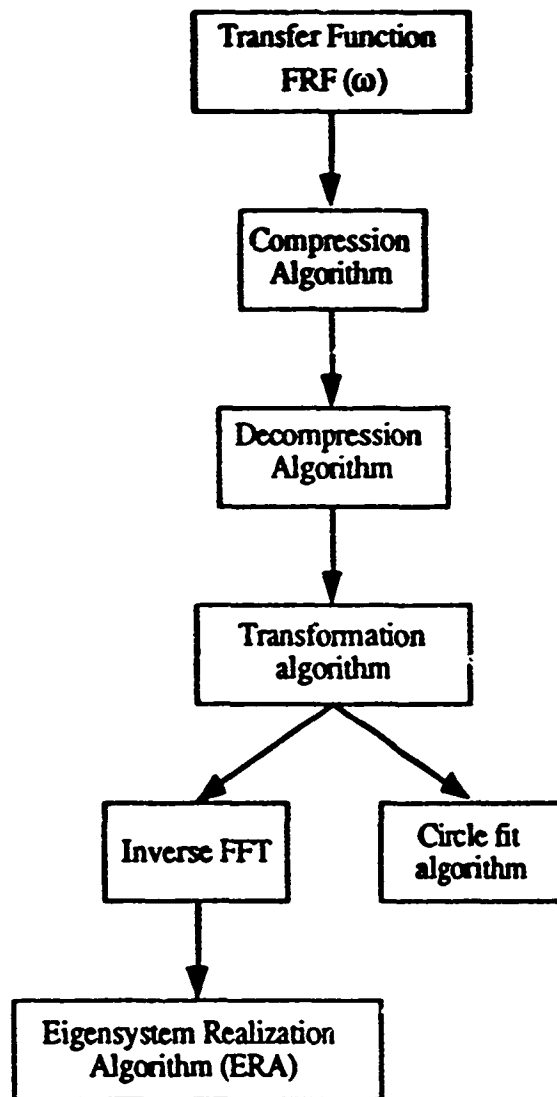 Transfer Function
FRF (ω)
Compression
Algorithm
Decompression
Algorithm
Transformation
algorithm
Inverse FFT
Circle fit
algorithm
Eigensystem Realization
Algorithm (ERA)